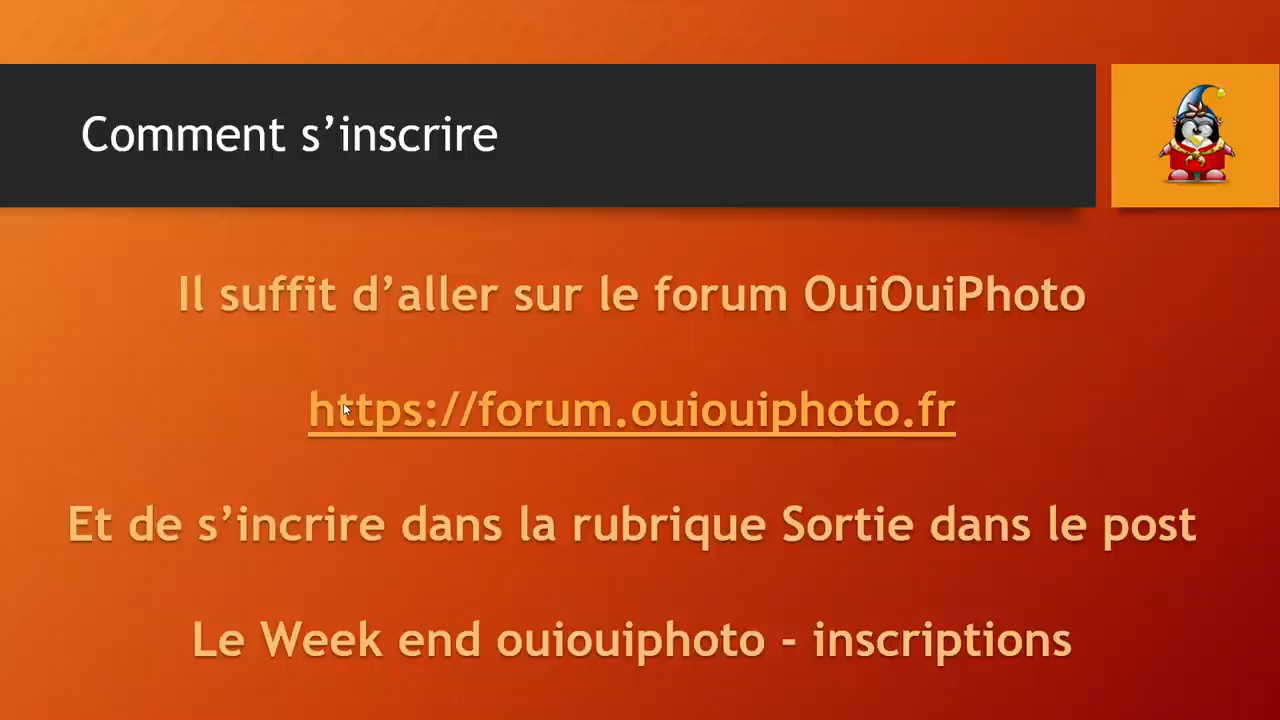 Comment s’inscrire
Il suffit d’aller sur le forum OuiOuiPhoto
https://forum.ouiouiphoto.fr
Et de s’incrire dans la rubrique Sortie dans le post
Le Week end ouiouiphoto - inscriptions